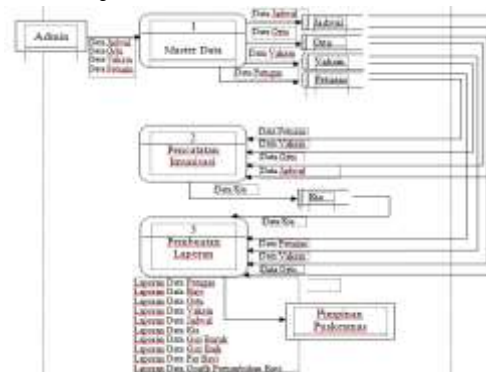 Admin
Data Jadwal
Data Ortu
Data Vaksin
Data Petugas
1
Master Data
Data Jadwal
Data Ortu
Data Vaksin
Data Petugas
Jadwal
Ortu
Vaksin
Petugas
2
Pencatatan
Imunisasi
Data Petugas
Data Vaksin
Data Ortu
Data Jadwal
Data Kia
Kia
Data Kia
3
Pembuatan
Laporan
Data Petugas
Data Vaksin
Data Ortu
Laporan Data Petugas
Laporan Data Bayi
Laporan Data Ortu
Laporan Data Vaksin
Laporan Data Jadwal
Laporan Data Kia
Laporan Data Gizi Buruk
Laporan Data Gizi Baik
Laporan Data Per Bayi
Laporan Data Grafik Pertumbuhan Bayi
Pimpinan
Puskesmas